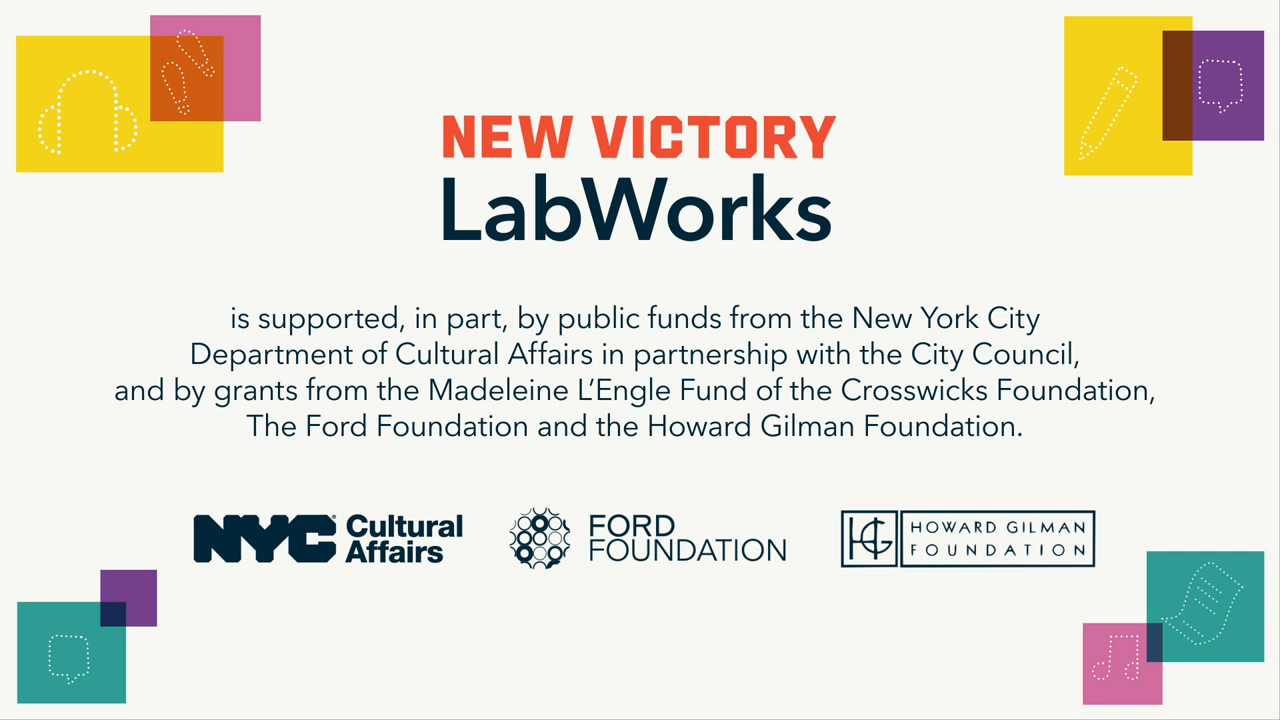 NEW VICTORY
LabWorks
is supported, in part, by public funds from the New York City
Department of Cultural Affairs in partnership with the City Council,
and by grants from the Madeleine L’Engle Fund of the Crosswicks Foundation,
The Ford Foundation and the Howard Gilman Foundation.
NYC® Cultural
Affairs
FORD
FOUNDATION
HG HOWARD GILMAN
FOUNDATION